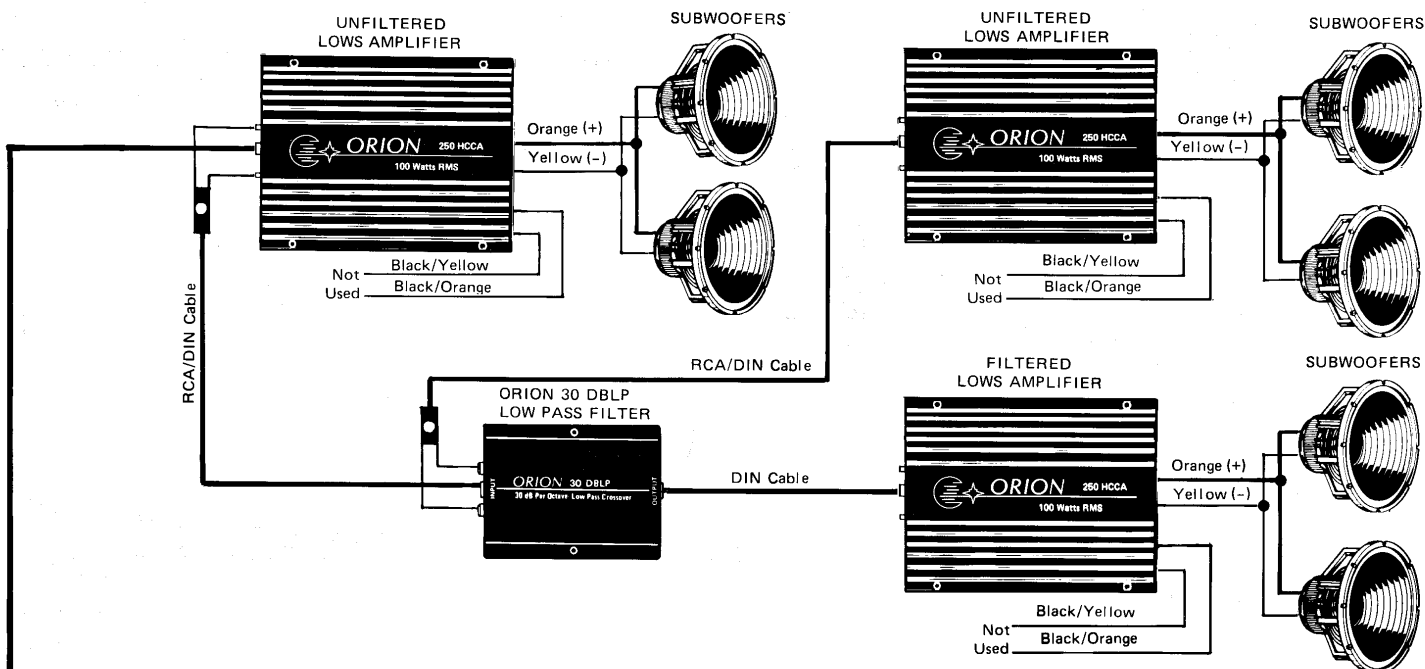 UNFILTERED
LOWS AMPLIFIER
SUBWOOFERS
ORION 250 HCCA
100 Watts RMS
Orange (+)
Yellow (-)
Black/Yellow
Not
Used
Black/Orange
UNFILTERED
LOWS AMPLIFIER
SUBWOOFERS
ORION 250 HCCA
100 Watts RMS
Orange (+)
Yellow (-)
Black/Yellow
Not
Used
Black/Orange
RCA/DIN Cable
RCA/DIN Cable
ORION 30 DBLP
LOW PASS FILTER
INPUT
ORION 30 DBLP
30 dB Per Octave Low Pass Crossover
OUTPUT
DIN Cable
FILTERED
LOWS AMPLIFIER
SUBWOOFERS
ORION 250 HCCA
100 Watts RMS
Orange (+)
Yellow (-)
Black/Yellow
Not
Used
Black/Orange